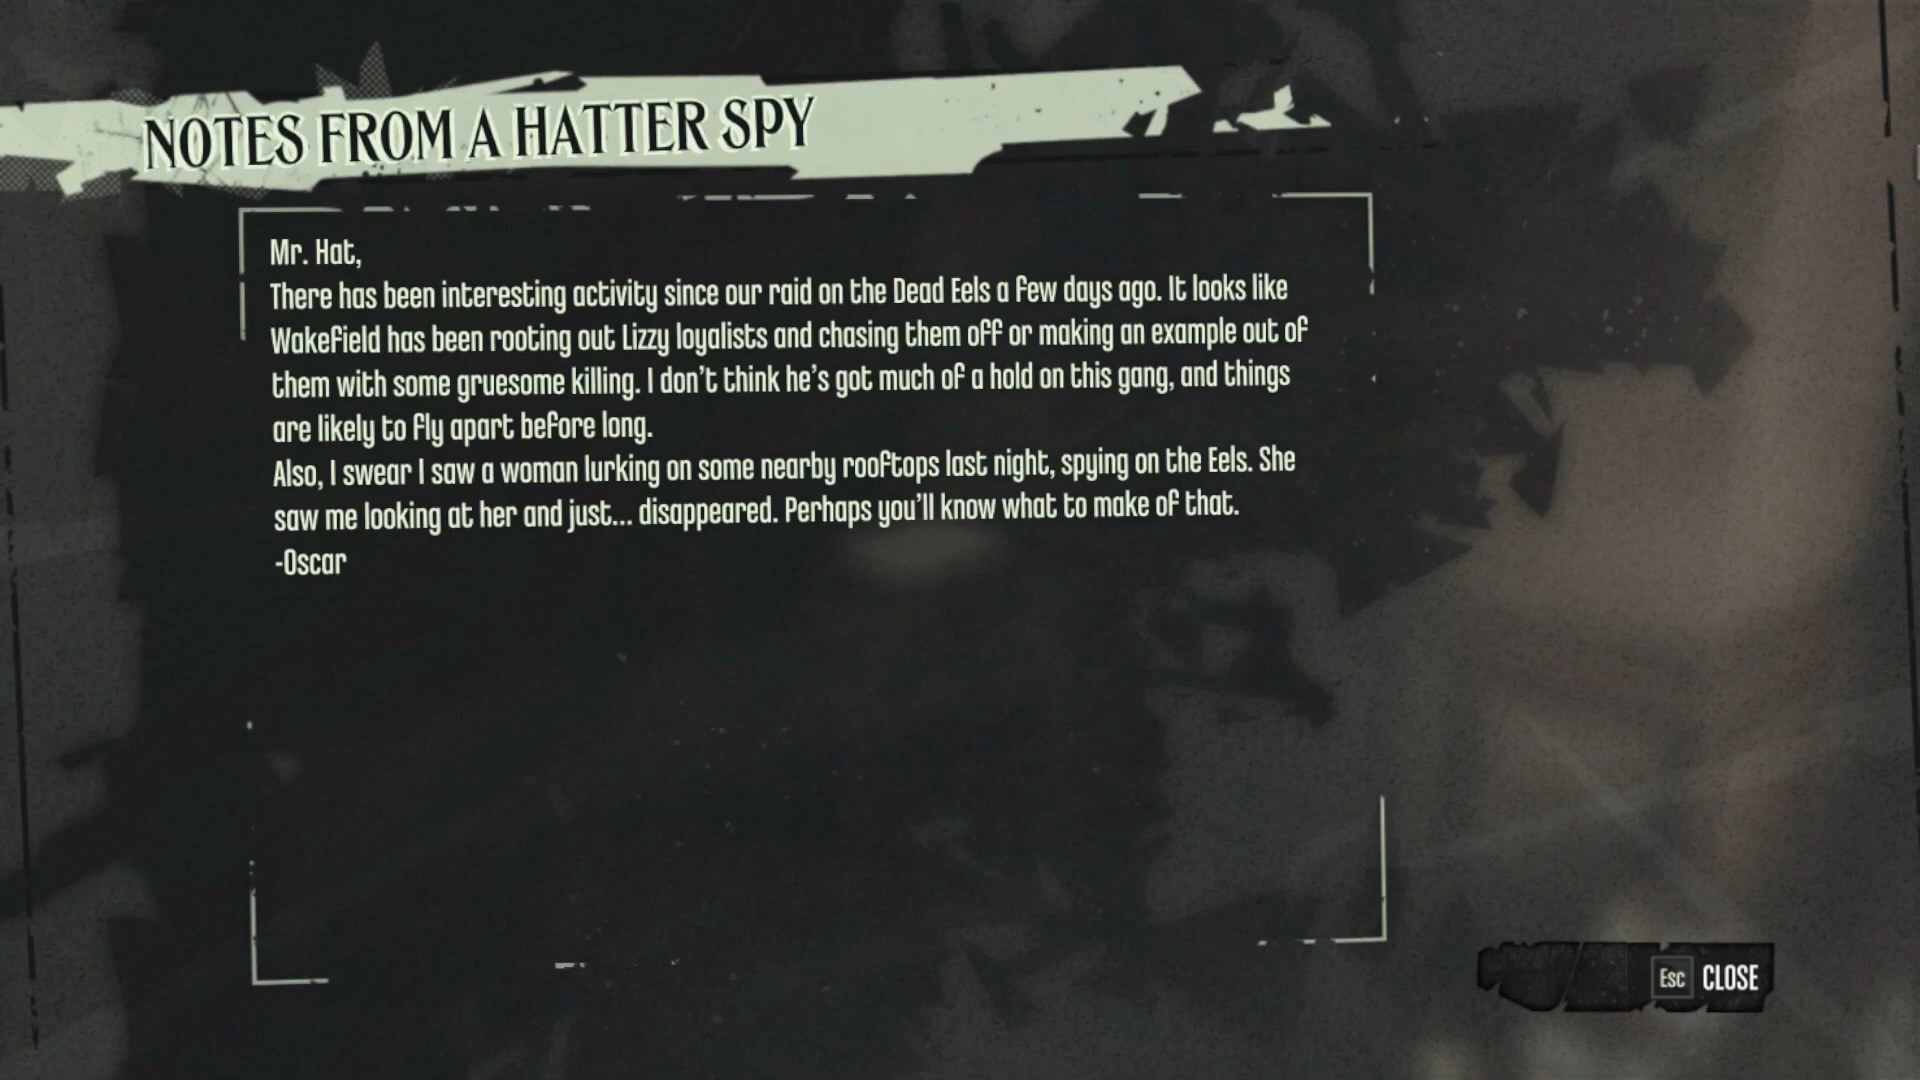 NOTES FROM A HATTER SPY
Mr. Hat,
There has been interesting activity since our raid on the Dead Eels a few days ago. It looks like
Wakefield has been rooting out Lizzy loyalists and chasing them off or making an example out of
them with some gruesome killing. I don't think he's got much of a hold on this gang, and things
are likely to fly apart before long.
Also, I swear I saw a woman lurking on some nearby rooftops last night, spying on the Eels. She
saw me looking at her and just... disappeared. Perhaps you'll know what to make of that.
-Oscar
Esc CLOSE